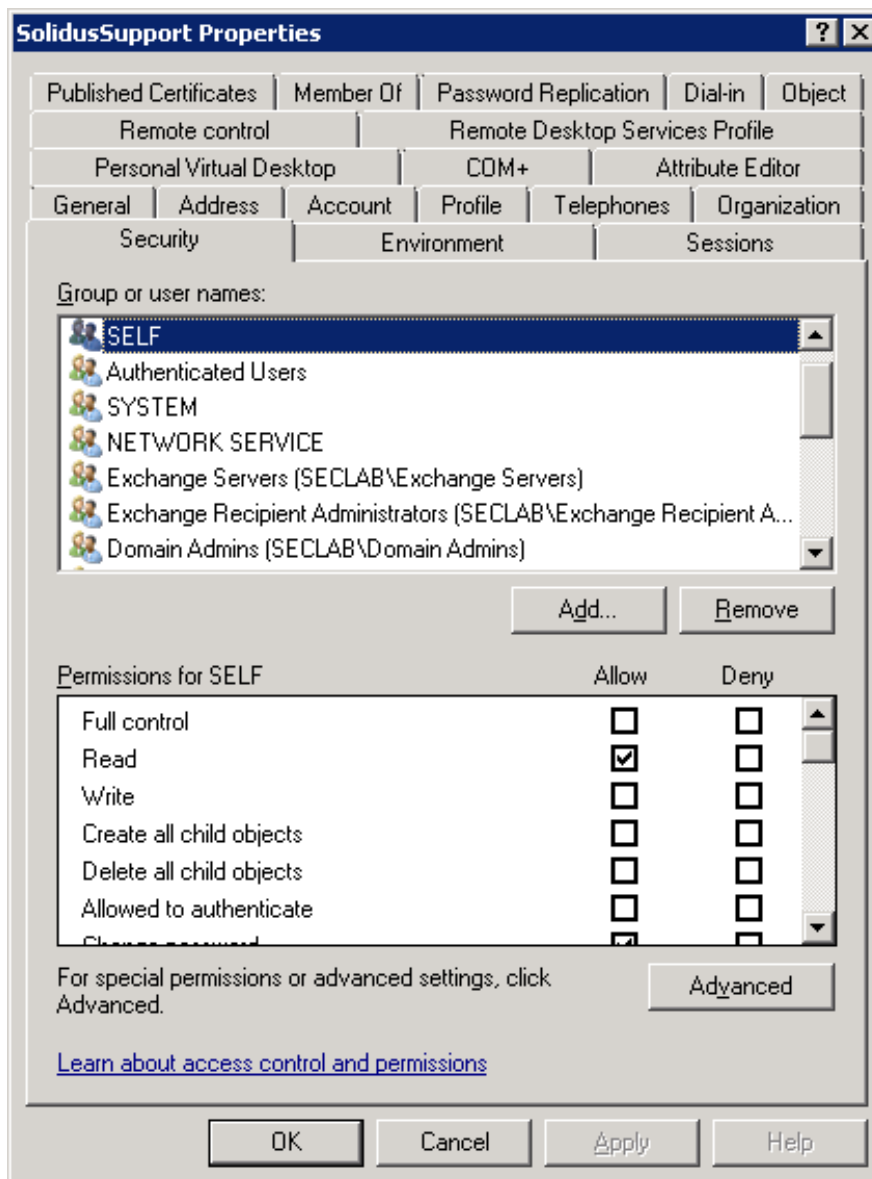 SolidusSupport Properties
Published Certificates Member Of Password Replication Dial-in Object
Remote control Remote Desktop Services Profile
Personal Virtual Desktop COM+ Attribute Editor
General Address Account Profile Telephones Organization
Security Environment Sessions
Group or user names:
SELF
Authenticated Users
SYSTEM
NETWORK SERVICE
Exchange Servers (SECLAB\Exchange Servers)
Exchange Recipient Administrators (SECLAB\Exchange Recipient A...
Domain Admins (SECLAB\Domain Admins)
Add... Remove
Permissions for SELF Allow Deny
Full control
Read
Write
Create all child objects
Delete all child objects
Allowed to authenticate
Change password
For special permissions or advanced settings, click Advanced
Advanced.
Learn about access control and permissions
OK Cancel Apply Help